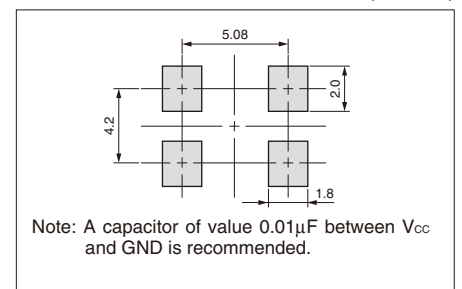 5.08
2.0
4.2
1.8
Note: A capacitor of value 0.01μF between Vcc
and GND is recommended.